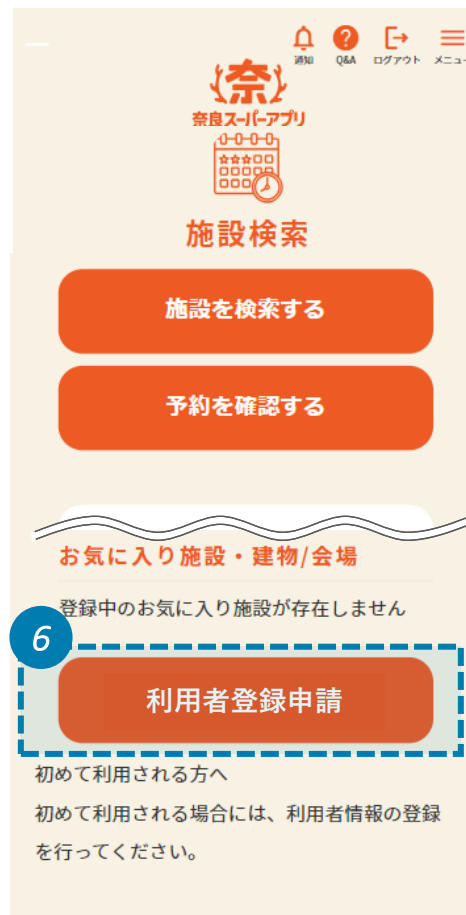 通知 Q&A ログアウト メニュー
奈
奈良スーパーアプリ
施設検索
施設を検索する
予約を確認する
お気に入り施設・建物/会場
登録中のお気に入り施設が存在しません
6
利用者登録申請
初めて利用される方へ
初めて利用される場合には、利用者情報の登録
を行ってください。